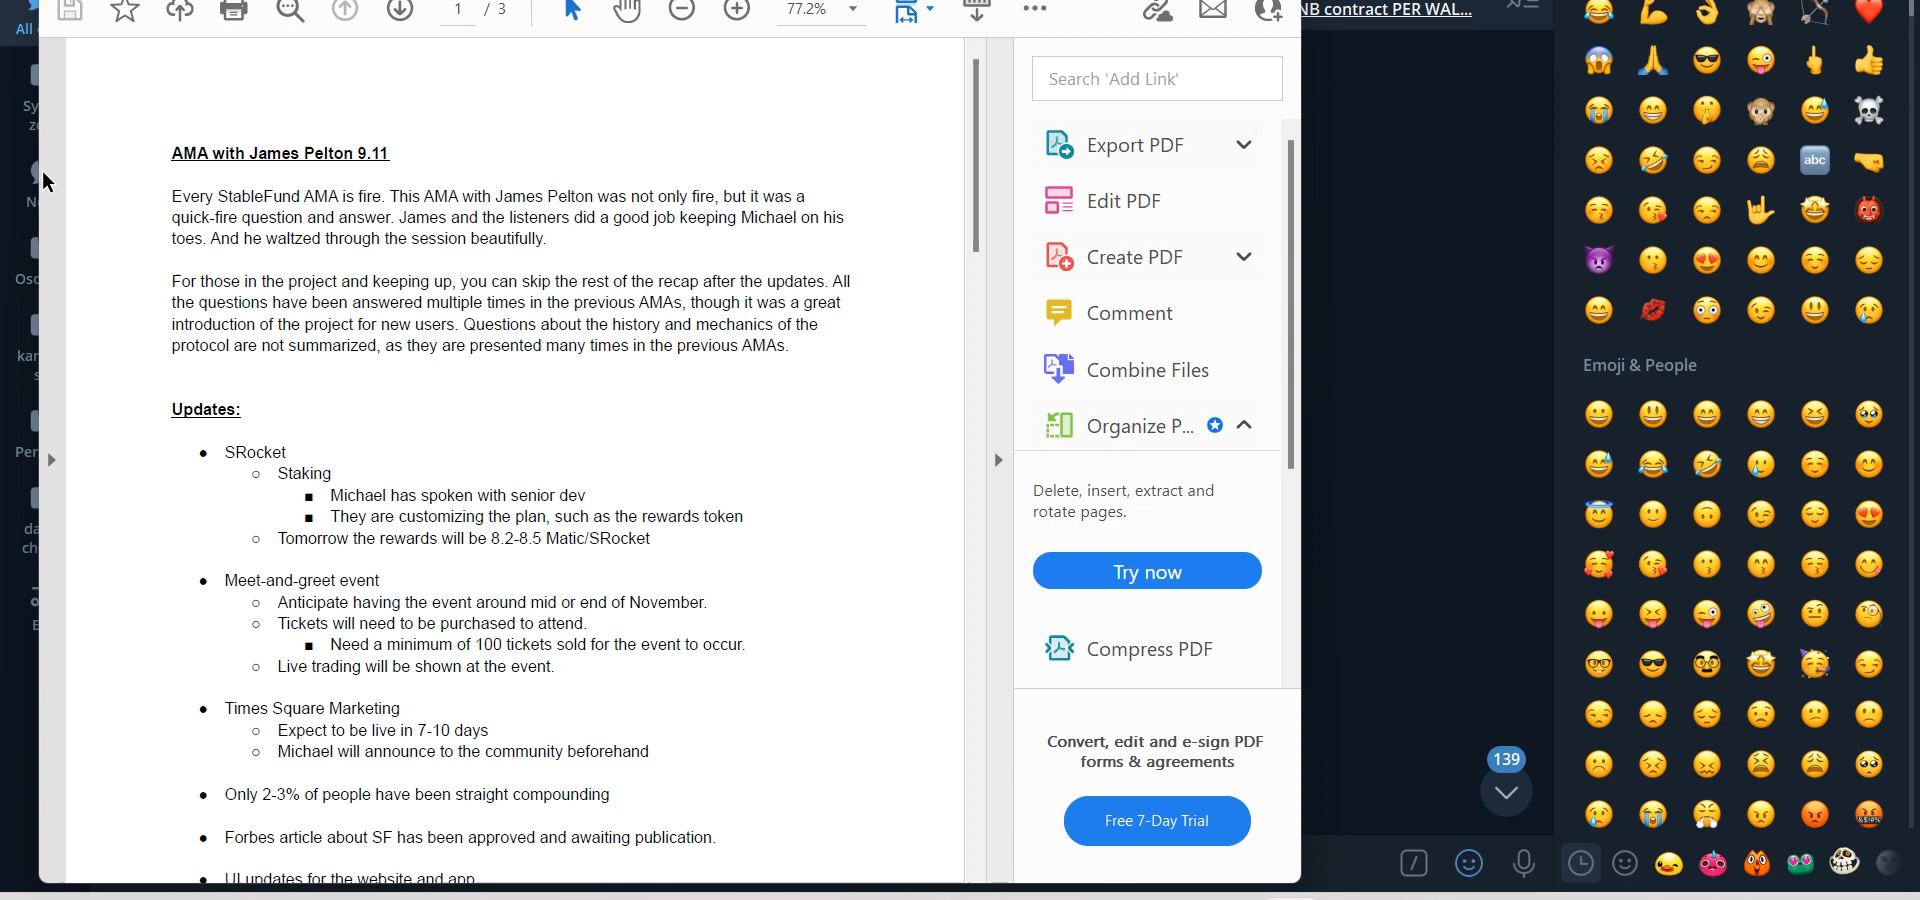 1 / 3
77.2%
NB contract PER WAL...
All
Search 'Add Link'
Export PDF
Edit PDF
Create PDF
Comment
Combine Files
Organize P...
Delete, insert, extract and
rotate pages.
Try now
Compress PDF
Convert, edit and e-sign PDF
forms & agreements
Free 7-Day Trial
AMA with James Pelton 9.11
Every StableFund AMA is fire. This AMA with James Pelton was not only fire, but it was a
quick-fire question and answer. James and the listeners did a good job keeping Michael on his
toes. And he waltzed through the session beautifully.
For those in the project and keeping up, you can skip the rest of the recap after the updates. All
the questions have been answered multiple times in the previous AMAs, though it was a great
introduction of the project for new users. Questions about the history and mechanics of the
protocol are not summarized, as they are presented many times in the previous AMAs.
Updates:
● SRocket
○ Staking
■ Michael has spoken with senior dev
■ They are customizing the plan, such as the rewards token
○ Tomorrow the rewards will be 8.2-8.5 Matic/SRocket
● Meet-and-greet event
○ Anticipate having the event around mid or end of November.
○ Tickets will need to be purchased to attend.
■ Need a minimum of 100 tickets sold for the event to occur.
○ Live trading will be shown at the event.
● Times Square Marketing
○ Expect to be live in 7-10 days
○ Michael will announce to the community beforehand
● Only 2-3% of people have been straight compounding
● Forbes article about SF has been approved and awaiting publication.
● UI updates for the website and app
abc
Emoji & People
139